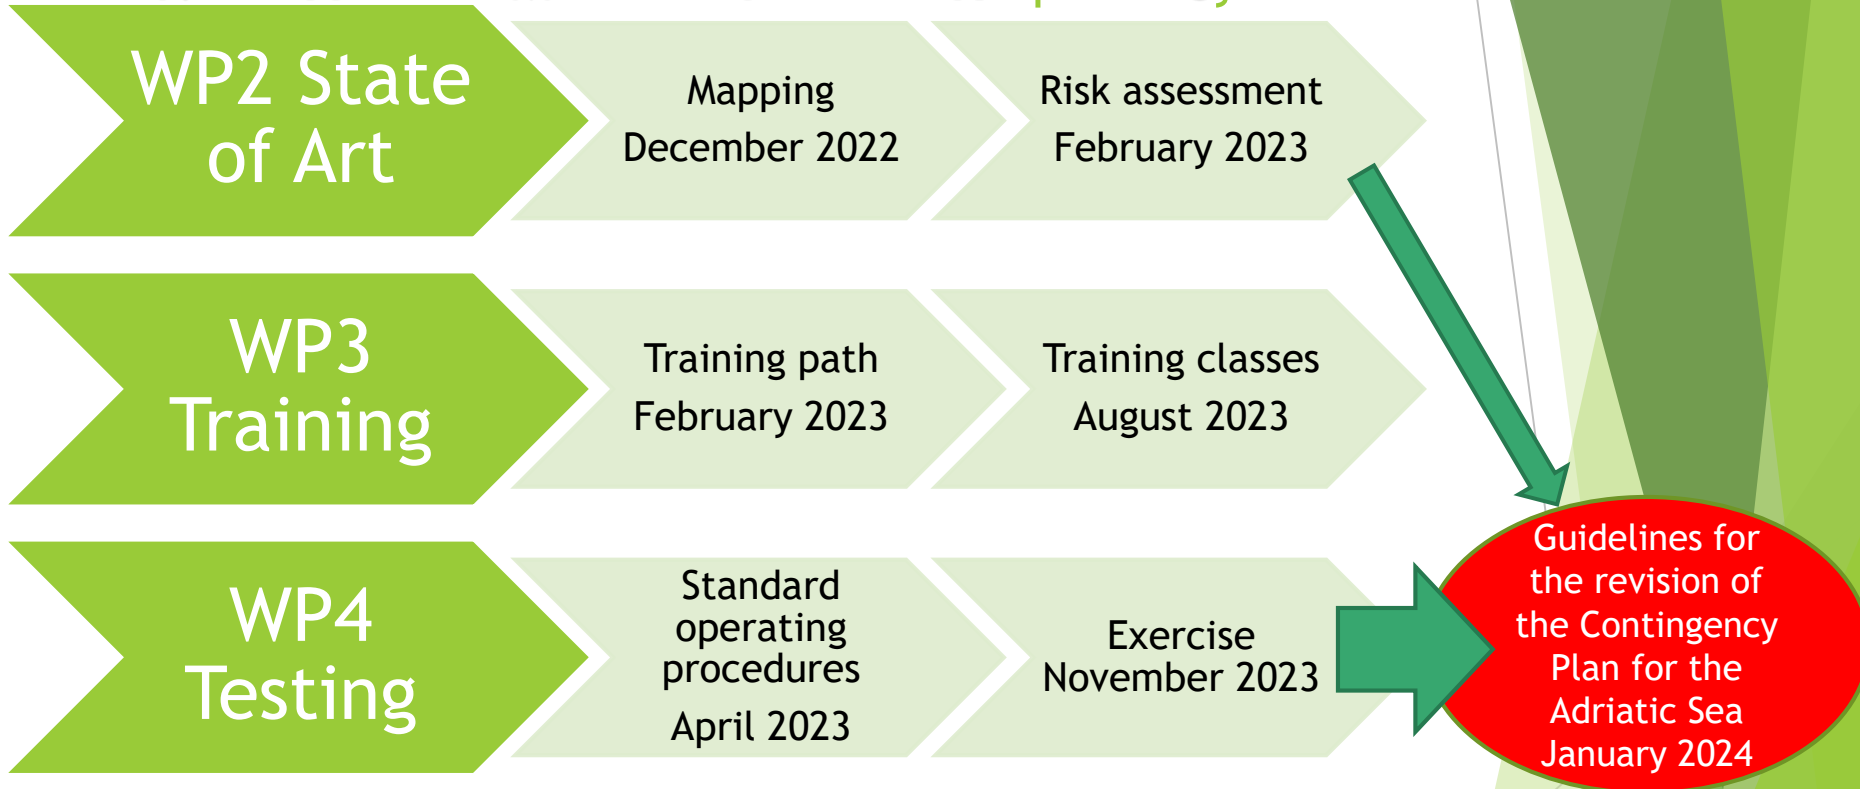 WP2 State
of Art
Mapping
December 2022
Risk assessment
February 2023
WP3
Training
Training path
February 2023
Training classes
August 2023
WP4
Testing
Standard
operating
procedures
April 2023
Exercise
November 2023
Guidelines for
the revision of
the Contingency
Plan for the
Adriatic Sea
January 2024